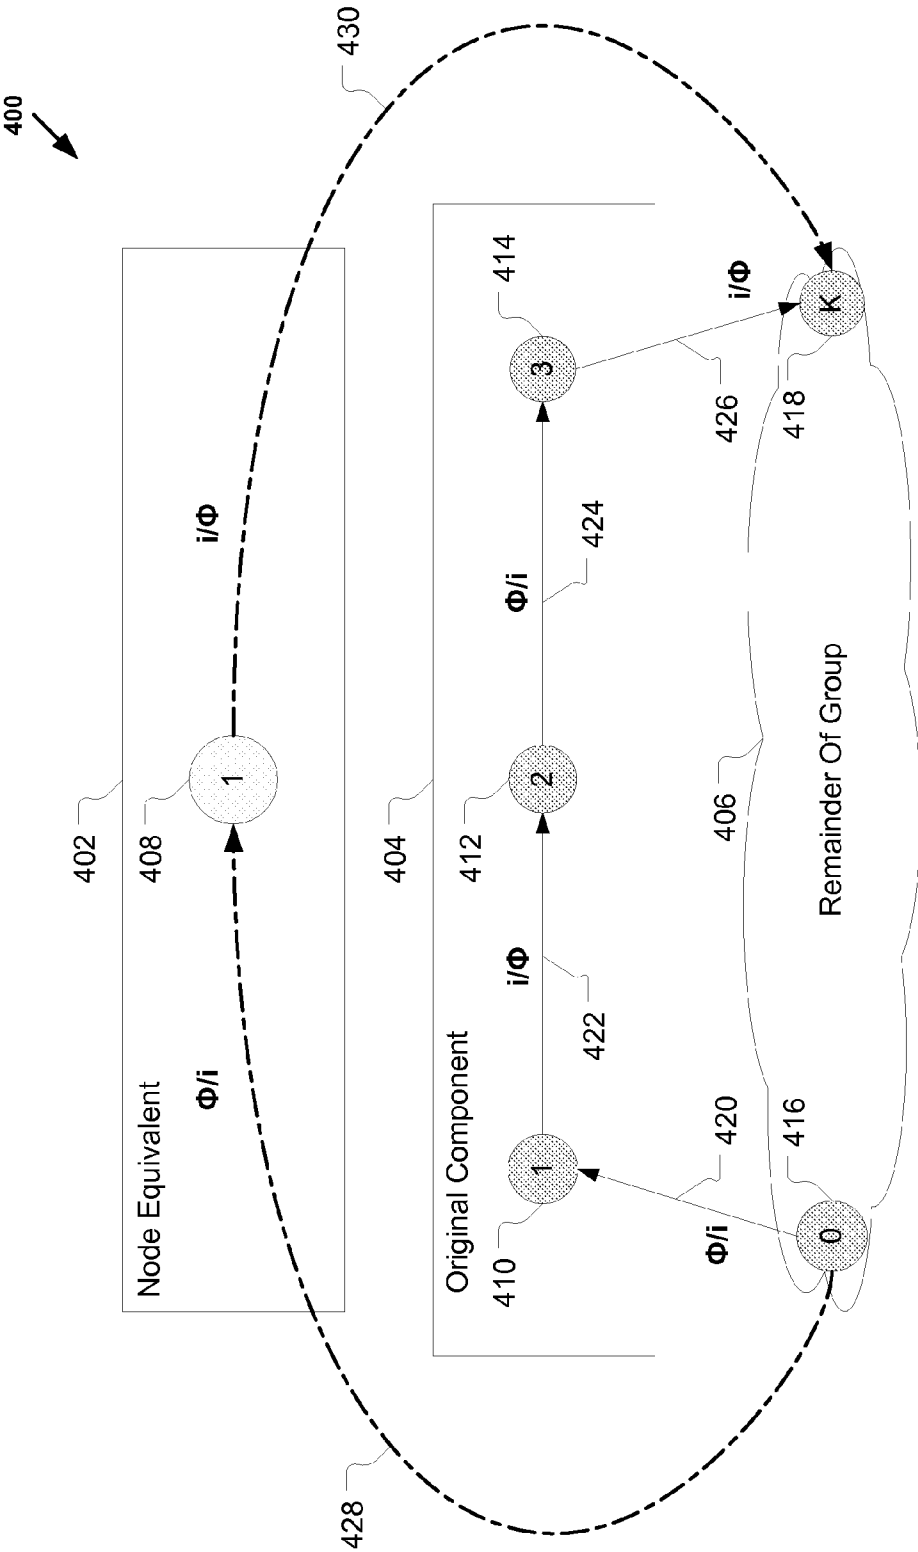 400
402
Node Equivalent
408
1
Φ/i
i/Φ
428
430
404
Original Component
410
1
i/Φ
422
412
2
Φ/i
424
414
3
Φ/i
420
i/Φ
426
406
416
0
Remainder Of Group
418
K